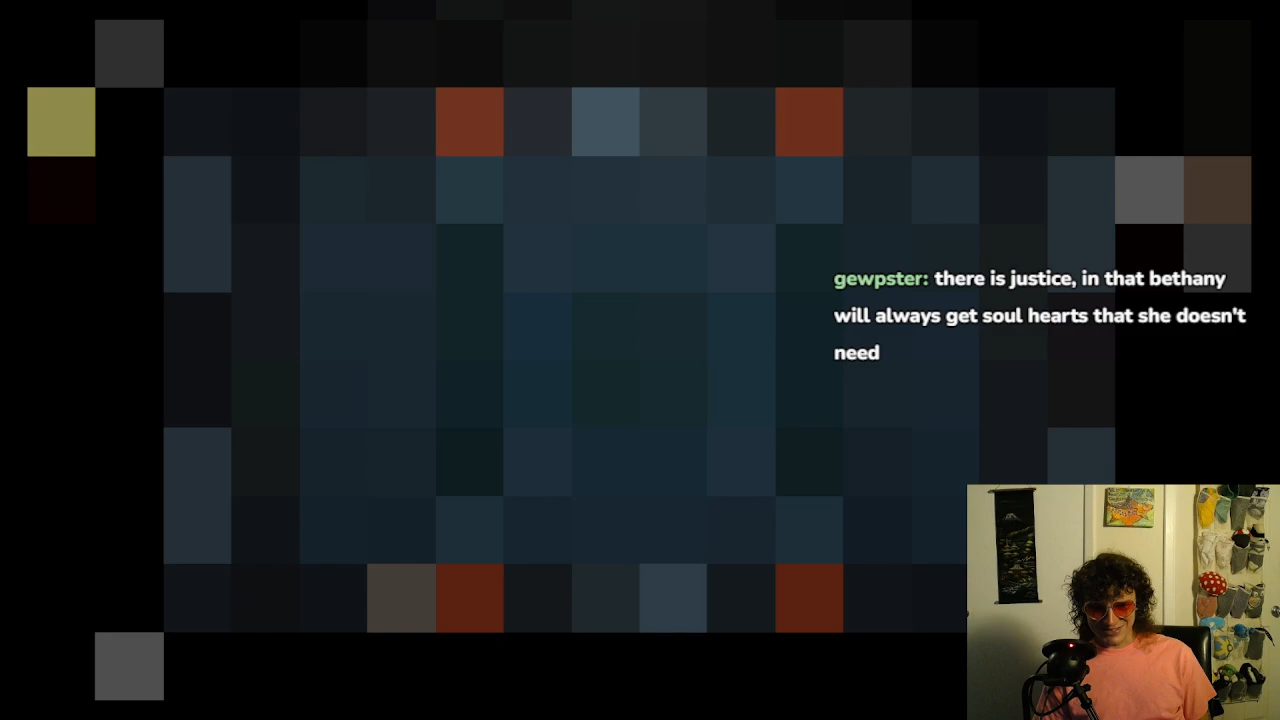 gewpster: there is justice, in that bethany
will always get soul hearts that she doesn't
need